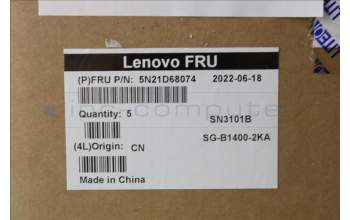 Lenovo FRU
(P)FRU P/N: 5N21D68074 2022-06-18
Quantity: 5 SN3101B
SG-B1400-2KA
(4L)Origin: CN
Made in China